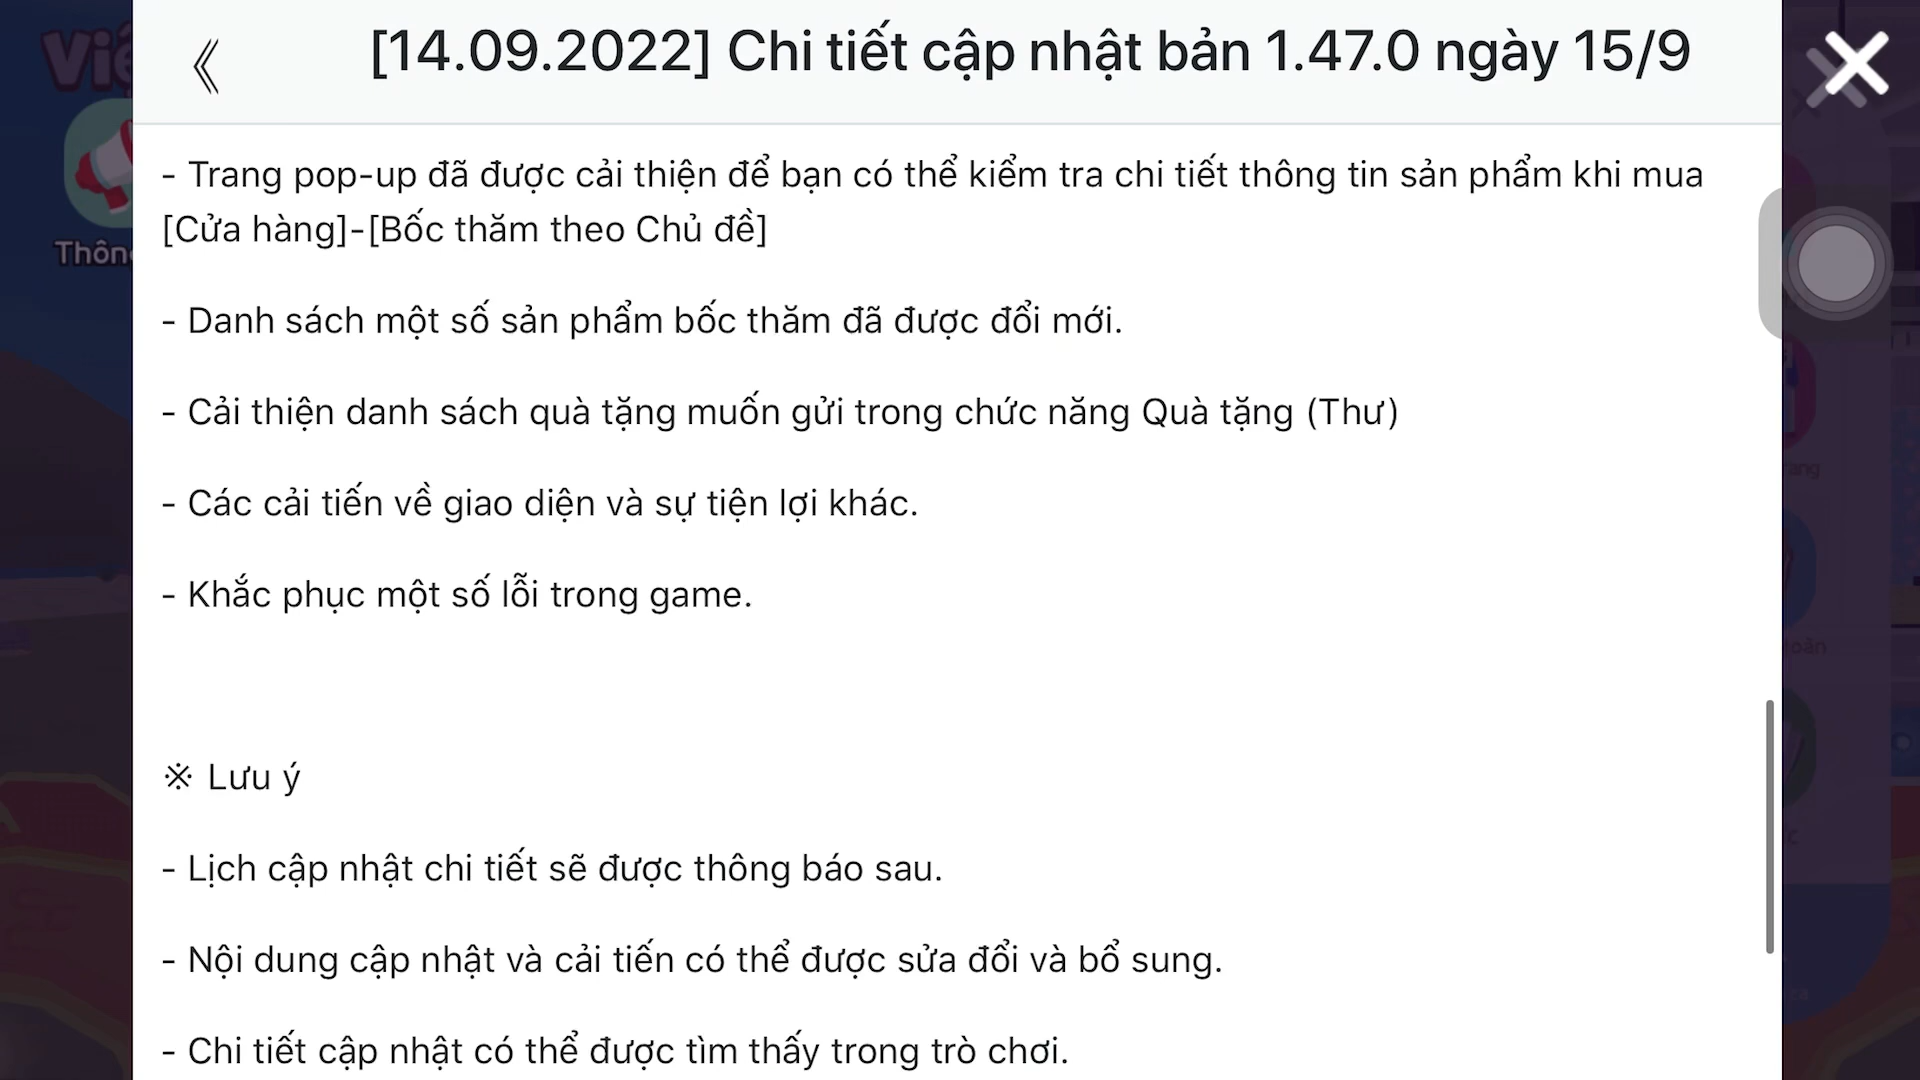 [14.09.2022] Chi tiết cập nhật bản 1.47.0 ngày 15/9
Thôn
- Trang pop-up đã được cải thiện để bạn có thể kiểm tra chi tiết thông tin sản phẩm khi mua
[Cửa hàng]-[Bốc thăm theo Chủ đề]
- Danh sách một số sản phẩm bốc thăm đã được đổi mới.
- Cải thiện danh sách quà tặng muốn gửi trong chức năng Quà tặng (Thư)
- Các cải tiến về giao diện và sự tiện lợi khác.
- Khắc phục một số lỗi trong game.
※ Lưu ý
- Lịch cập nhật chi tiết sẽ được thông báo sau.
- Nội dung cập nhật và cải tiến có thể được sửa đổi và bổ sung.
- Chi tiết cập nhật có thể được tìm thấy trong trò chơi.